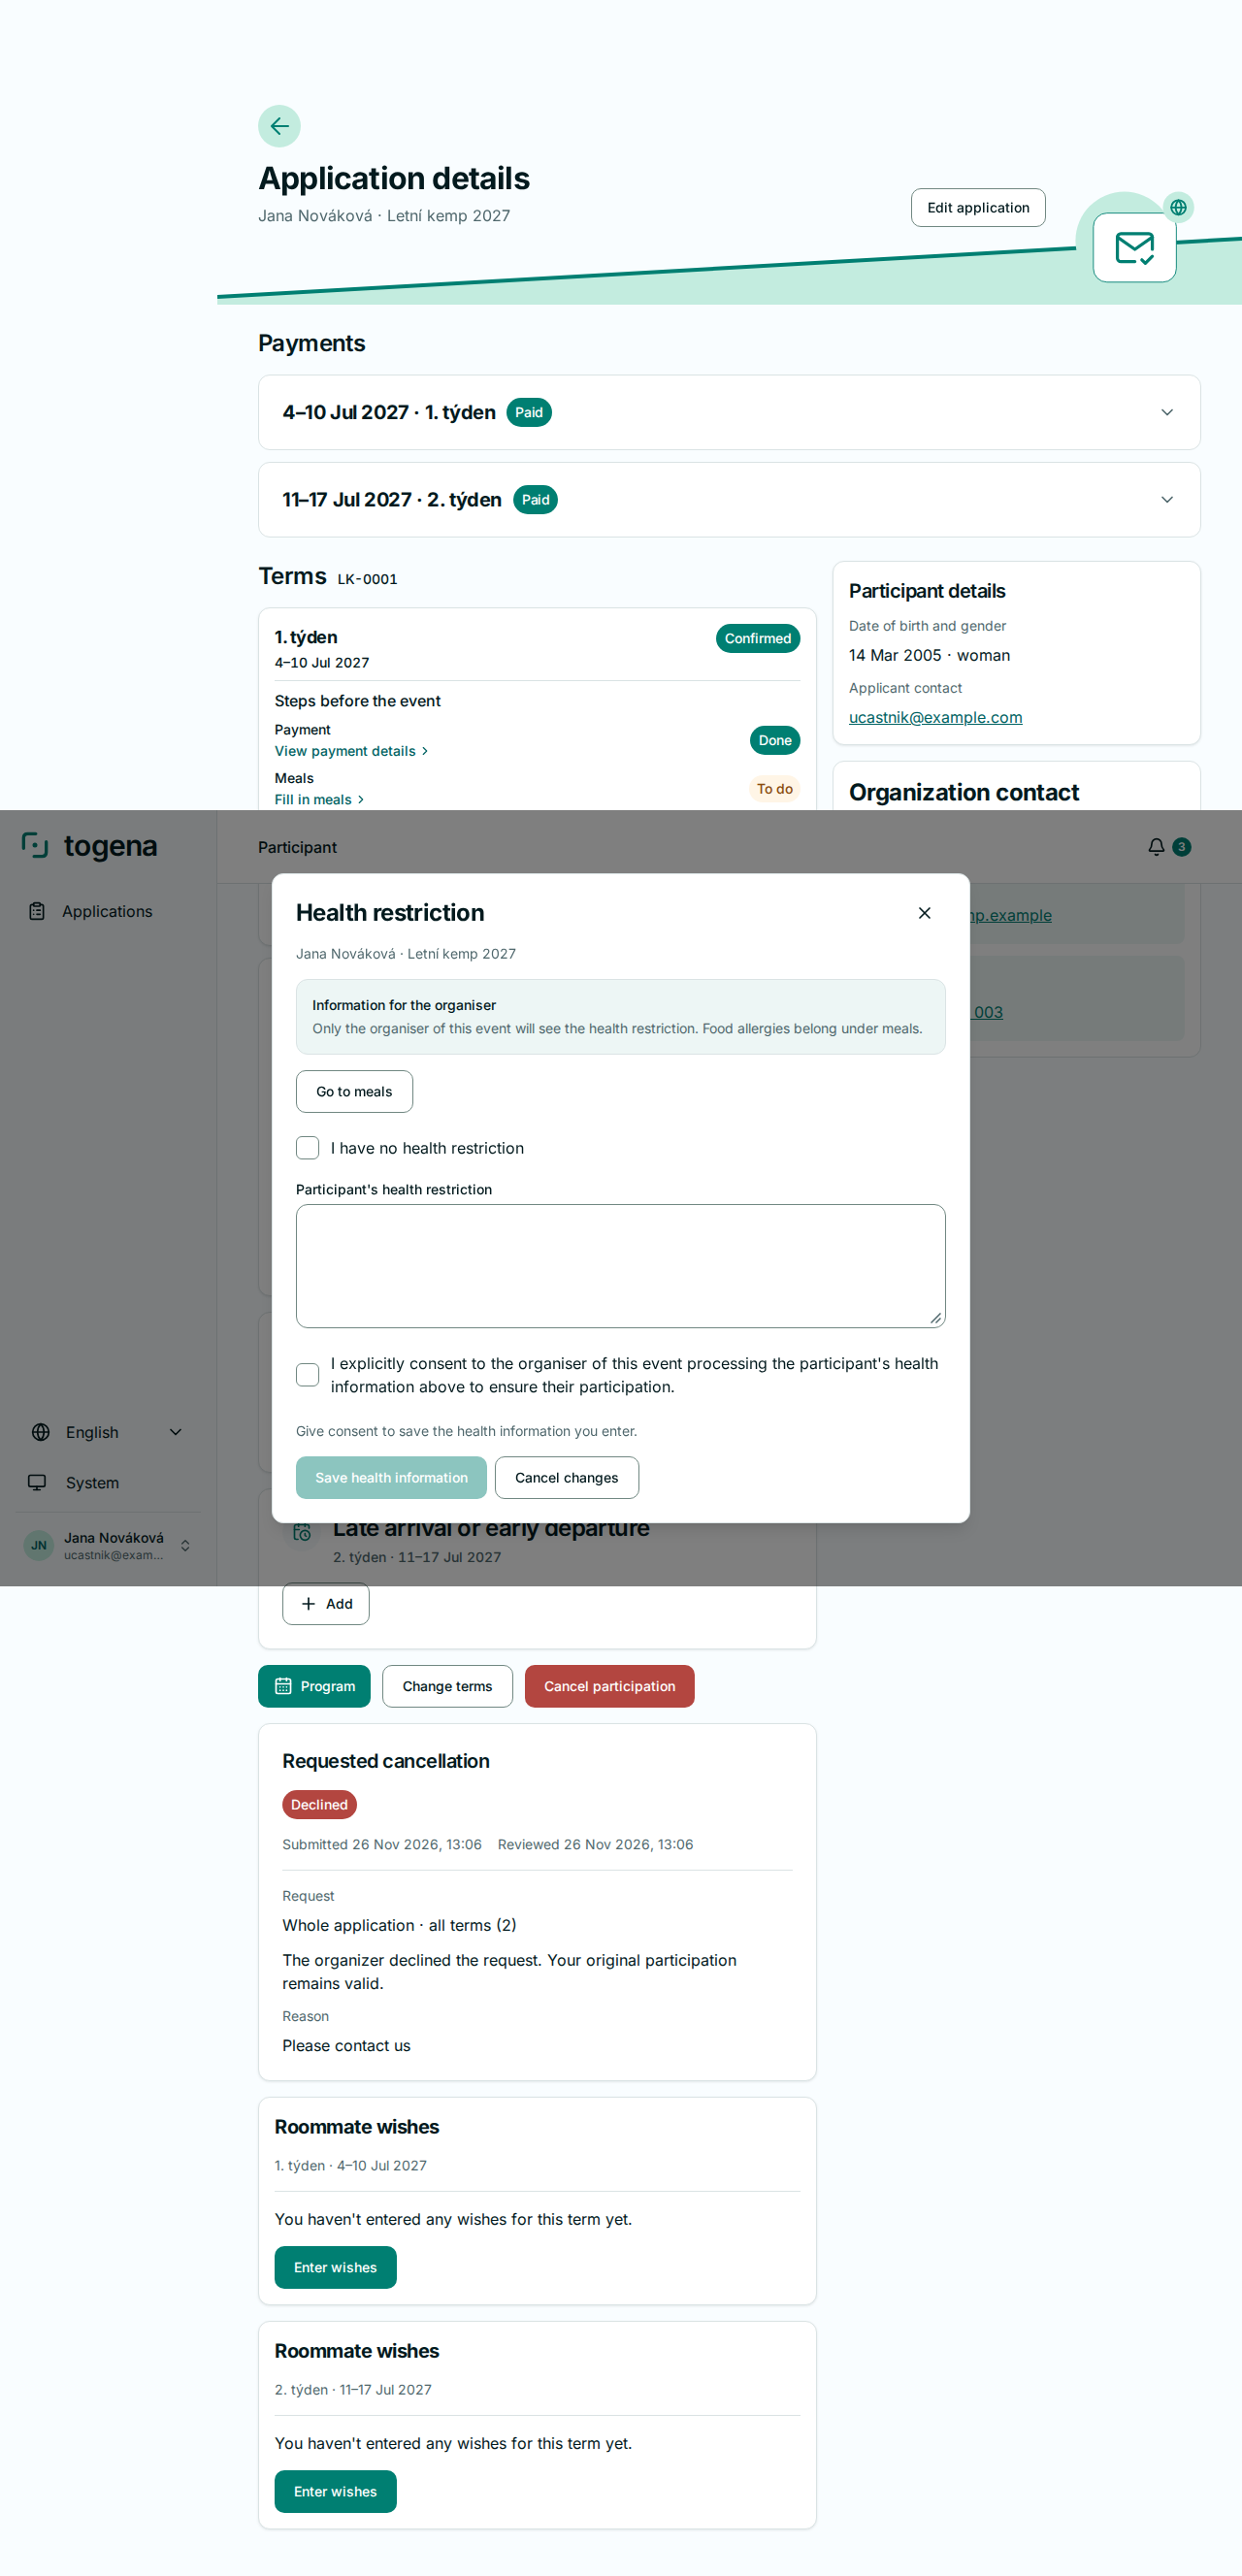 Application details
Jana Nováková · Letní kemp 2027
Edit application
Payments
4–10 Jul 2027 · 1. týden
Paid
11–17 Jul 2027 · 2. týden
Paid
Terms LK-0001
1. týden
Confirmed
4–10 Jul 2027
Steps before the event
Payment
View payment details
Done
Meals
Fill in meals
To do
Participant details
Date of birth and gender
14 Mar 2005 · woman
Applicant contact
ucastnik@example.com
Organization contact
togena
Participant
3
Applications
mp.example
003
Health restriction
Jana Nováková · Letní kemp 2027
Information for the organiser
Only the organiser of this event will see the health restriction. Food allergies belong under meals.
Go to meals
I have no health restriction
Participant's health restriction
I explicitly consent to the organiser of this event processing the participant's health
information above to ensure their participation.
Give consent to save the health information you enter.
Save health information
Cancel changes
English
System
JN
Jana Nováková
ucastnik@exam...
Late arrival or early departure
2. týden · 11–17 Jul 2027
Add
Program
Change terms
Cancel participation
Requested cancellation
Declined
Submitted 26 Nov 2026, 13:06 Reviewed 26 Nov 2026, 13:06
Request
Whole application · all terms (2)
The organizer declined the request. Your original participation
remains valid.
Reason
Please contact us
Roommate wishes
1. týden · 4–10 Jul 2027
You haven't entered any wishes for this term yet.
Enter wishes
Roommate wishes
2. týden · 11–17 Jul 2027
You haven't entered any wishes for this term yet.
Enter wishes